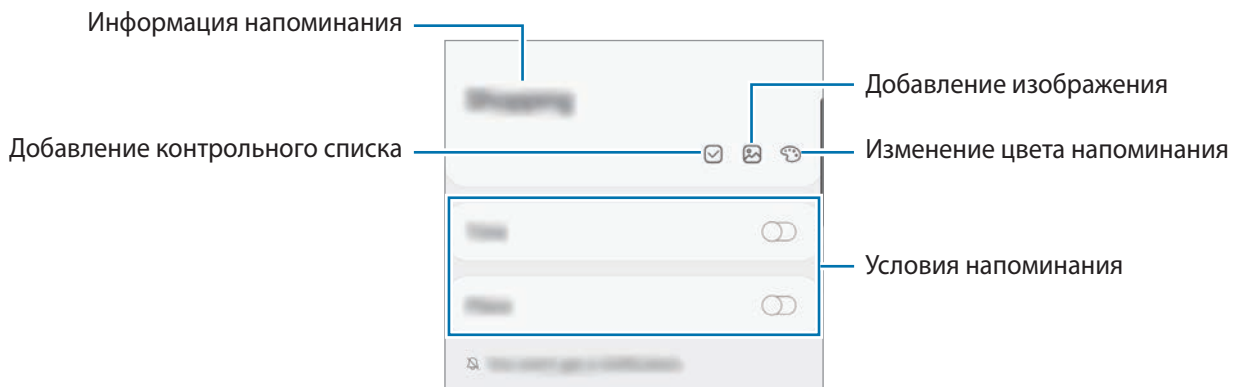 Информация напоминания
Добавление изображения
Добавление контрольного списка
Изменение цвета напоминания
Условия напоминания